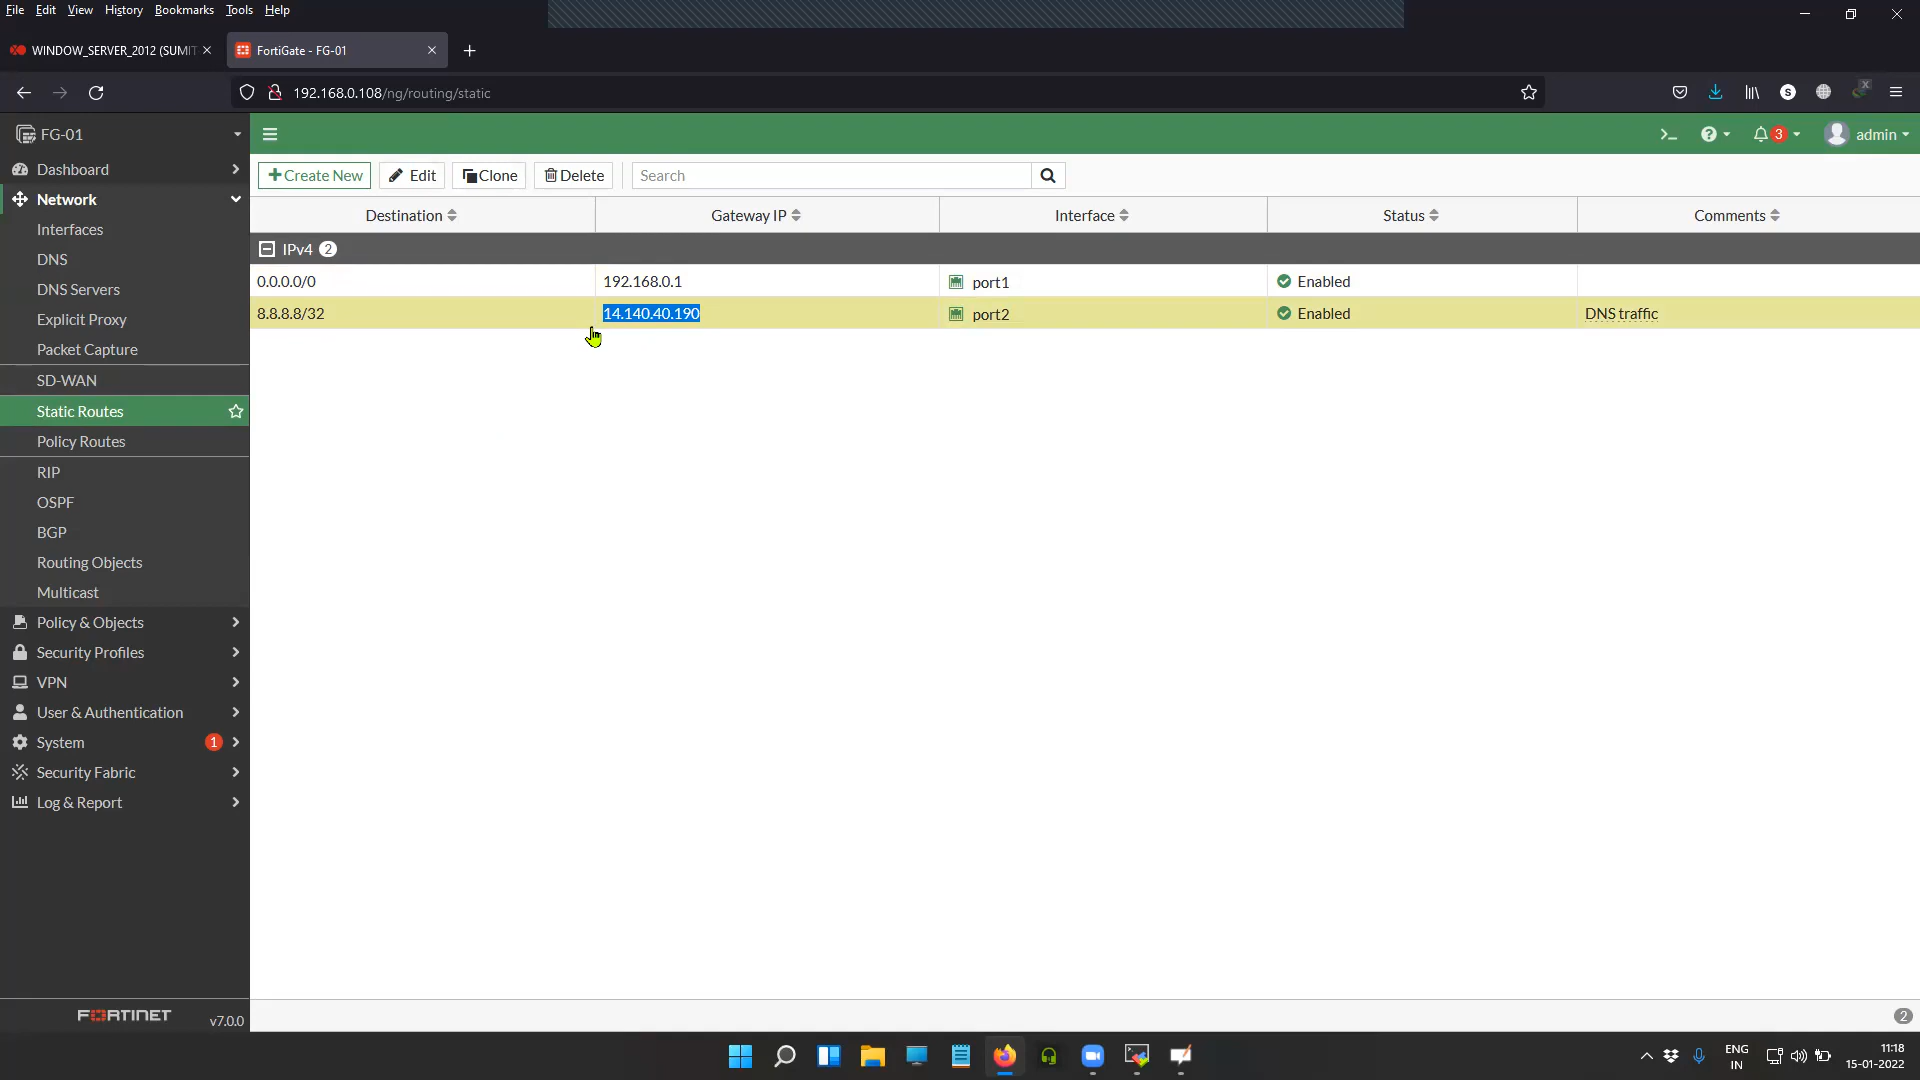 File Edit View History Bookmarks Tools Help
WINDOW_SERVER_2012 (SUMIT
FortiGate - FG-01
192.168.0.108/ng/routing/static
FG-01
3 admin
Dashboard
Network
Interfaces
DNS
DNS Servers
Explicit Proxy
Packet Capture
SD-WAN
Static Routes
Policy Routes
RIP
OSPF
BGP
Routing Objects
Multicast
Policy & Objects
Security Profiles
VPN
User & Authentication
System 1
Security Fabric
Log & Report
FORTINET v7.0.0
Create New Edit Clone Delete Search
Destination Gateway IP Interface Status Comments
IPv4 2
0.0.0.0/0 192.168.0.1 port1 Enabled
8.8.8.8/32 14.140.40.190 port2 Enabled DNS traffic
2
ENG
IN
11:18
15-01-2022